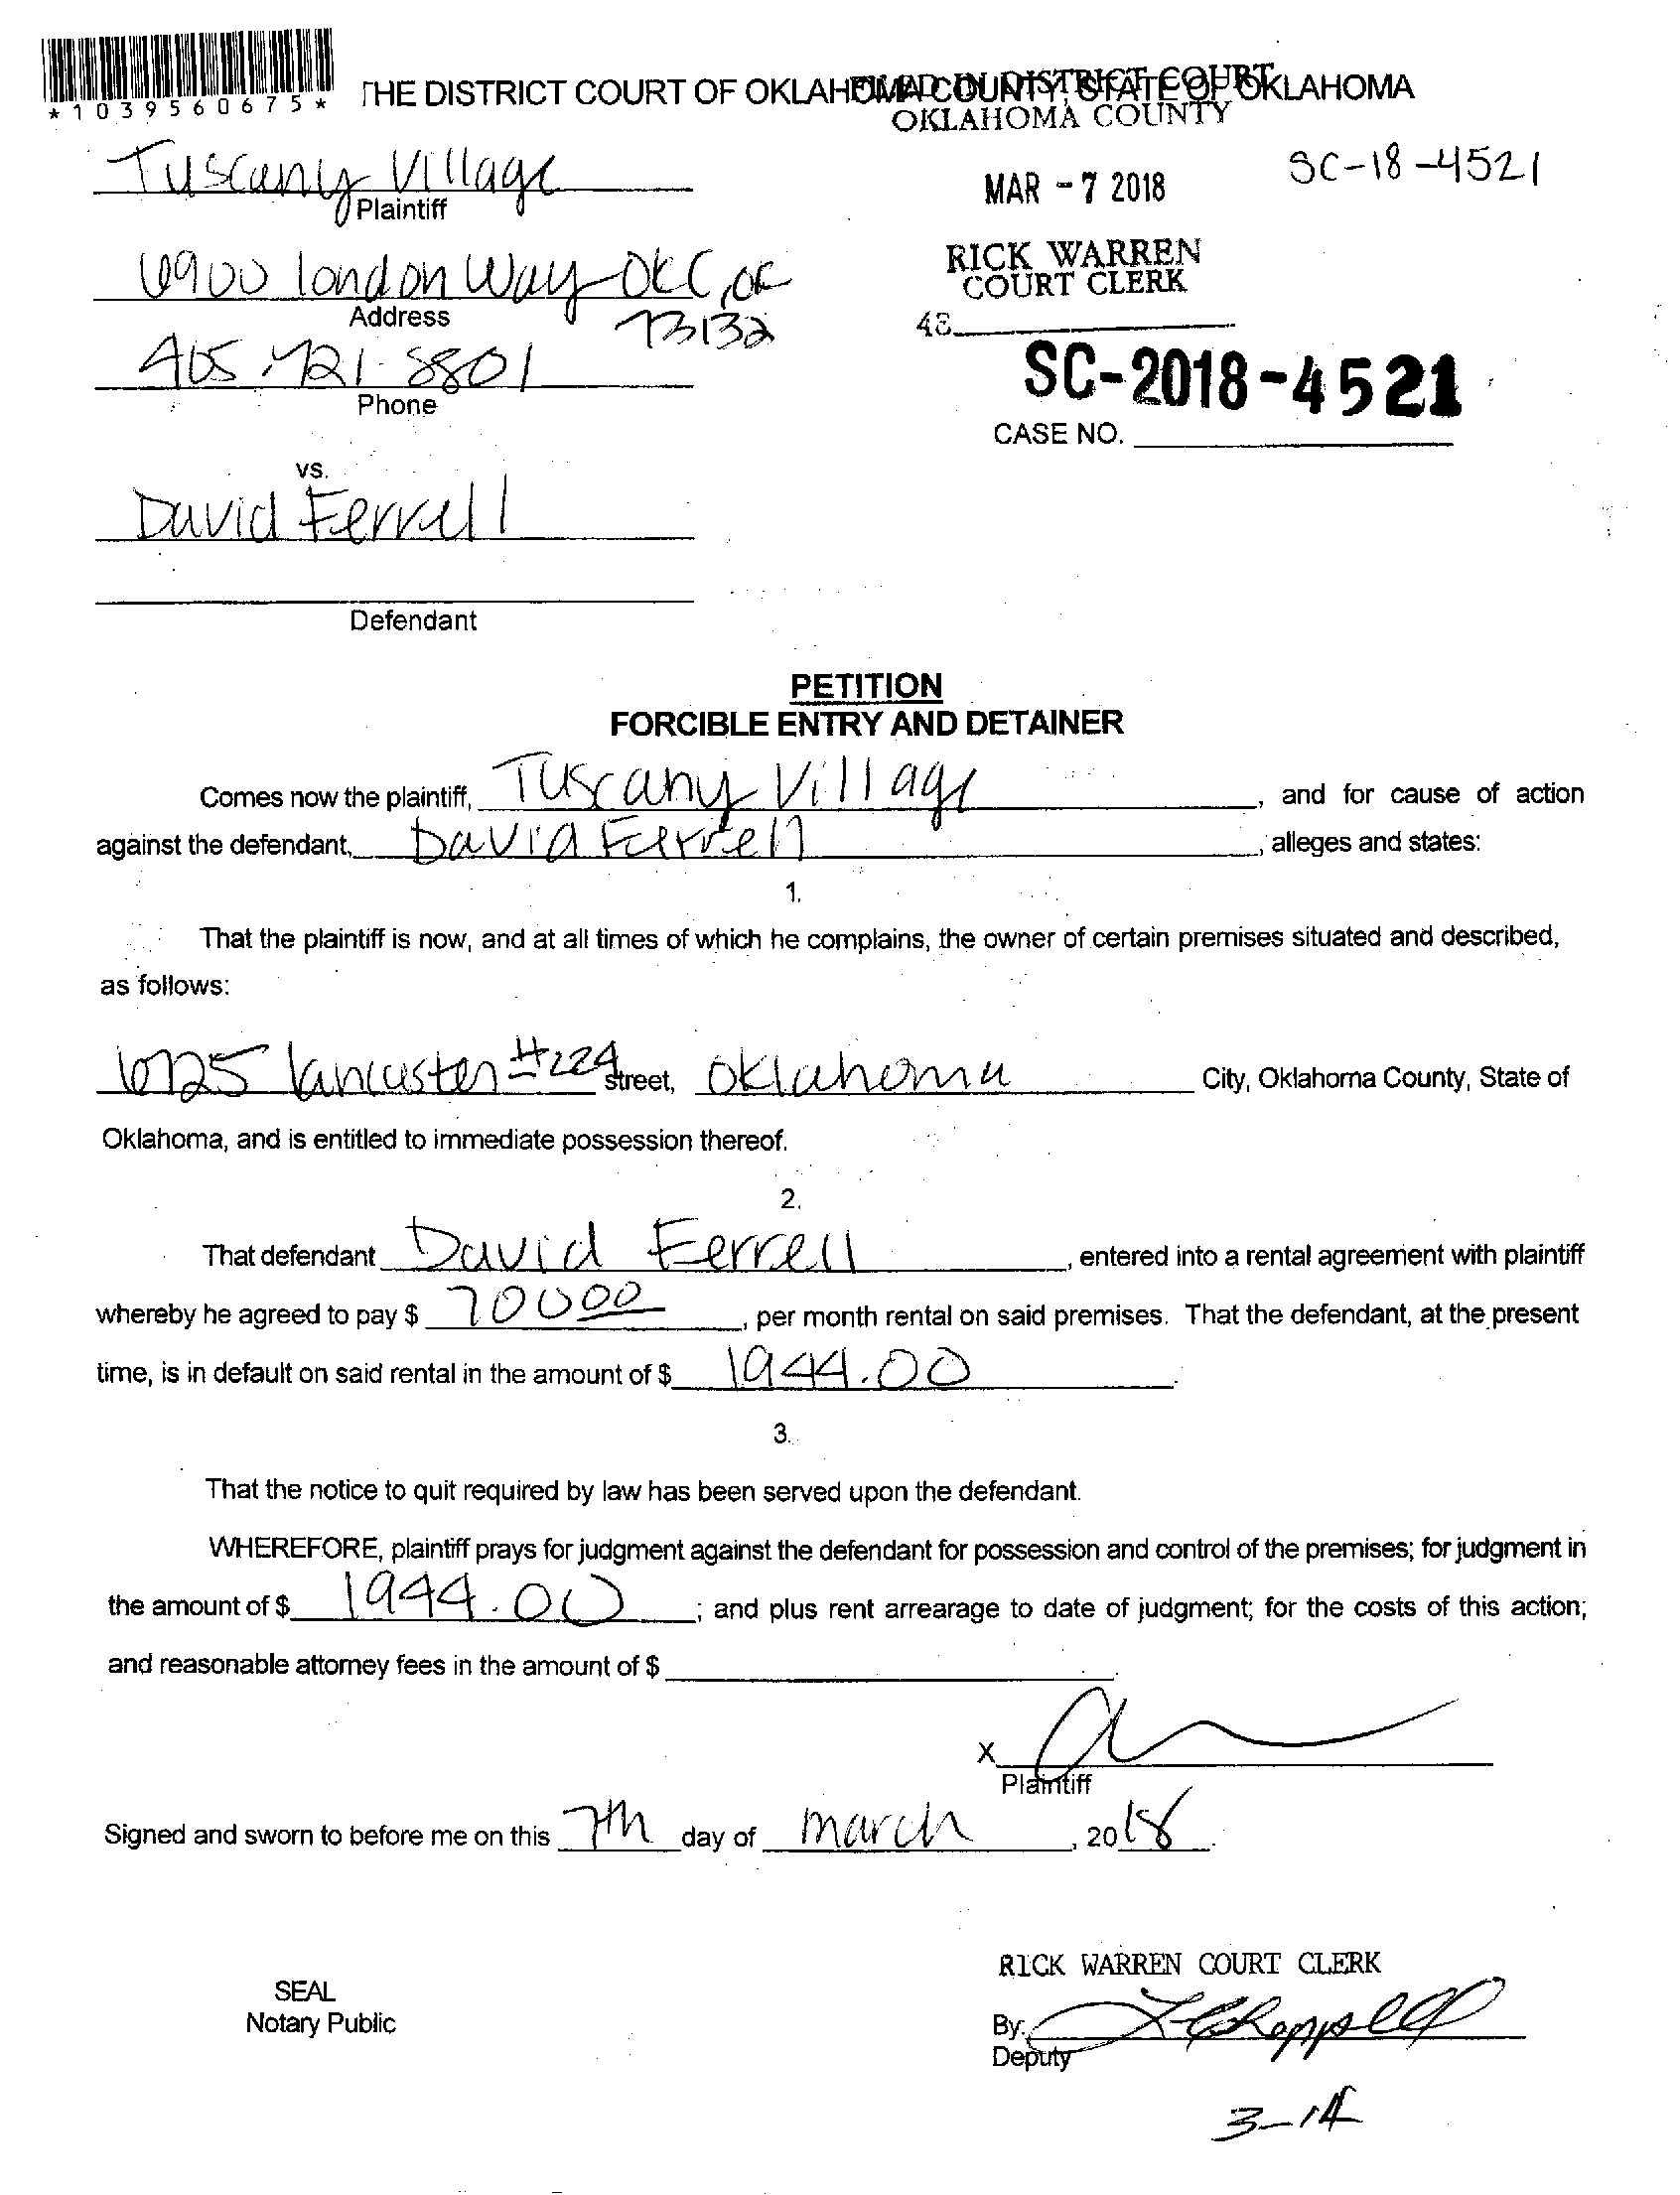 *1039560675*
THE DISTRICT COURT OF OKLAHOMA COUNTY, STATE OF OKLAHOMA
FILED IN DISTRICT COURT
OKLAHOMA COUNTY
Tuscany Village
Plaintiff
MAR - 7 2018
SC-18-4521
6900 london Way OKC, OK
Address
73132
RICK WARREN
COURT CLERK
48
405.721.8801
Phone
SC-2018-4521
CASE NO.
vs.
David Ferrell
Defendant
PETITION
FORCIBLE ENTRY AND DETAINER
Comes now the plaintiff, Tuscany Village, and for cause of action
against the defendant, David Ferrell, alleges and states:
1.
That the plaintiff is now, and at all times of which he complains, the owner of certain premises situated and described,
as follows:
6725 lancaster #224 street, Oklahoma City, Oklahoma County, State of
Oklahoma, and is entitled to immediate possession thereof.
2.
That defendant David Ferrell, entered into a rental agreement with plaintiff
whereby he agreed to pay $ 700 00, per month rental on said premises. That the defendant, at the present
time, is in default on said rental in the amount of $ 1944.00.
3.
That the notice to quit required by law has been served upon the defendant.
WHEREFORE, plaintiff prays for judgment against the defendant for possession and control of the premises; for judgment in
the amount of $ 1944.00; and plus rent arrearage to date of judgment; for the costs of this action;
and reasonable attorney fees in the amount of $
X
Plaintiff
Signed and sworn to before me on this 7th day of march, 2018.
RICK WARREN COURT CLERK
SEAL
Notary Public
By:
Deputy
3-14